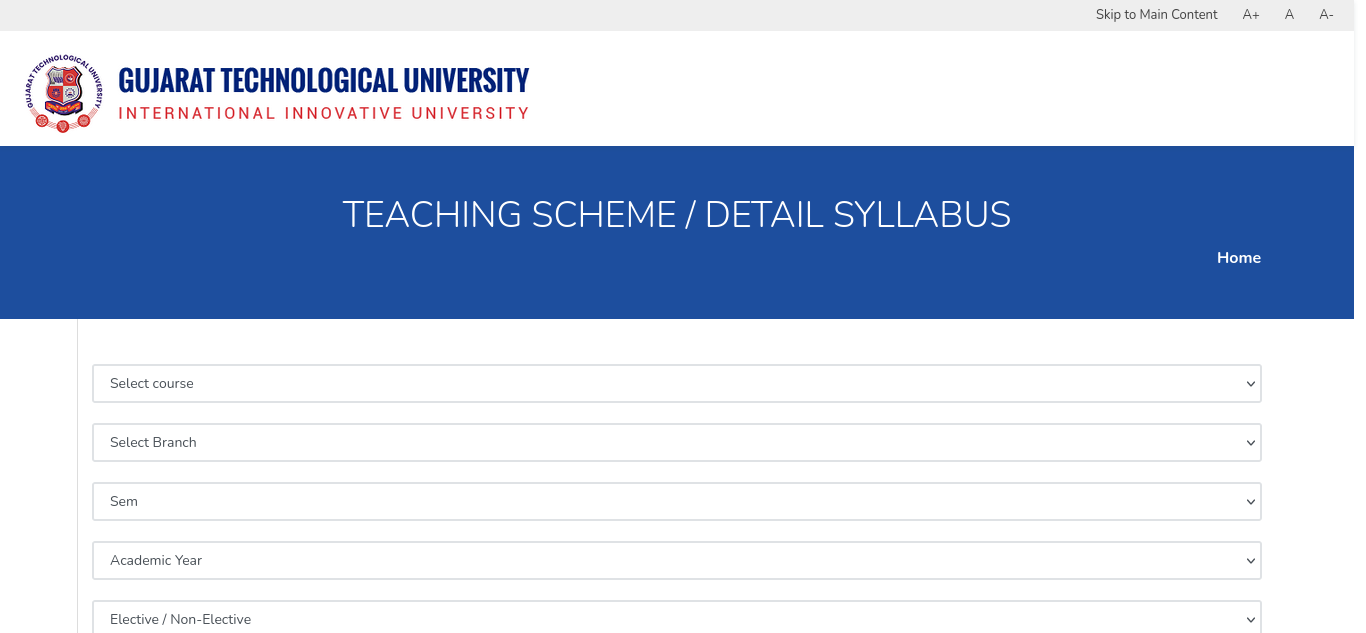 Skip to Main Content A+ A A-
GUJARAT TECHNOLOGICAL UNIVERSITY
GUJARAT TECHNOLOGICAL UNIVERSITY
INTERNATIONAL INNOVATIVE UNIVERSITY
TEACHING SCHEME / DETAIL SYLLABUS
Home
Select course
Select Branch
Sem
Academic Year
Elective / Non-Elective